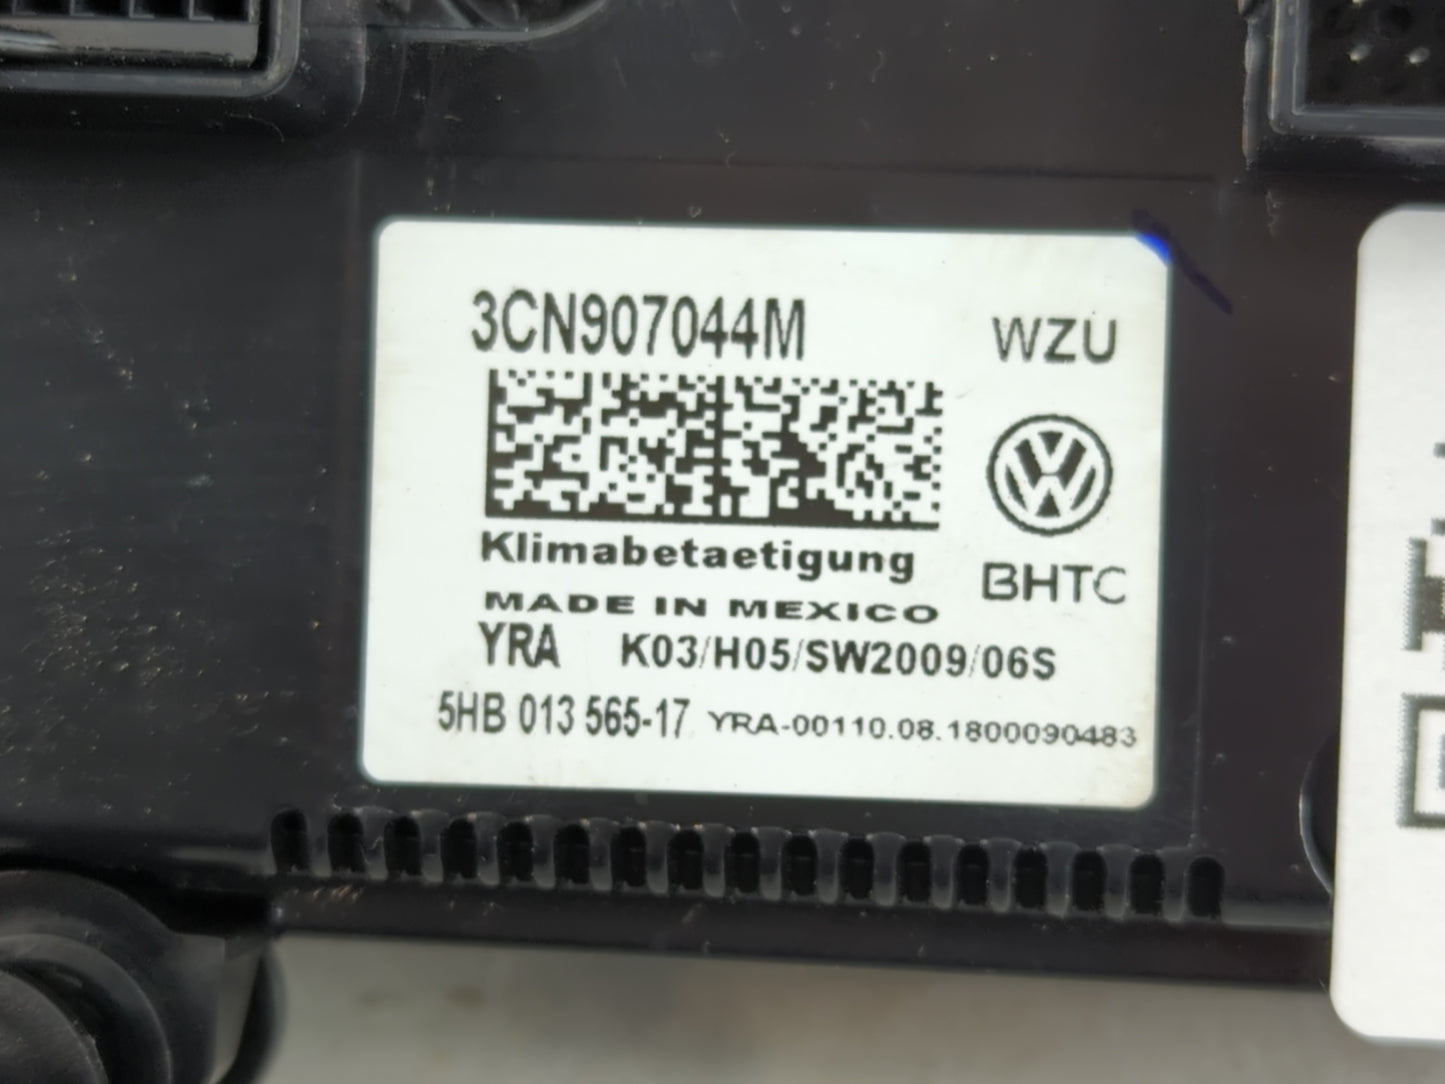 3CN907044M
WZU
Klimabetaetigung
BHTC
MADE IN MEXICO
YRA K03/H05/SW2009/06S
5HB 013 565-17 YRA-00110.08.1800090483